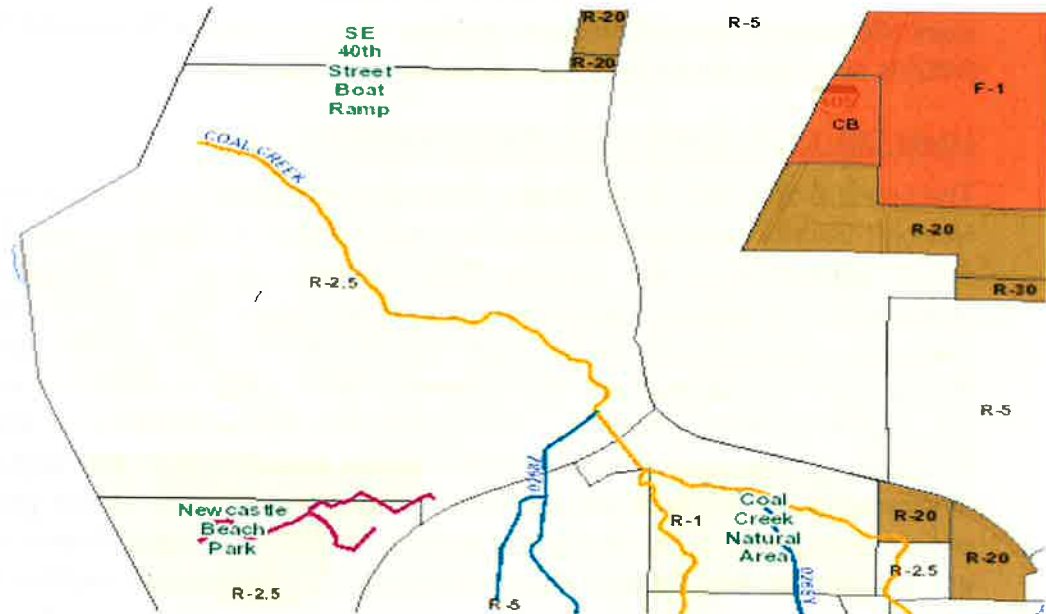 R-20
R-5
SE
40th
Street
Boat
Ramp
R-20
F-1
405
CB
COAL CREEK
R-20
R-2.5
R-30
R-5
Newcastle
Beach
Park
R-1
Coal
Creek
Natural
Area
R-20
R-20
R-2.5
R-2.5
R-5